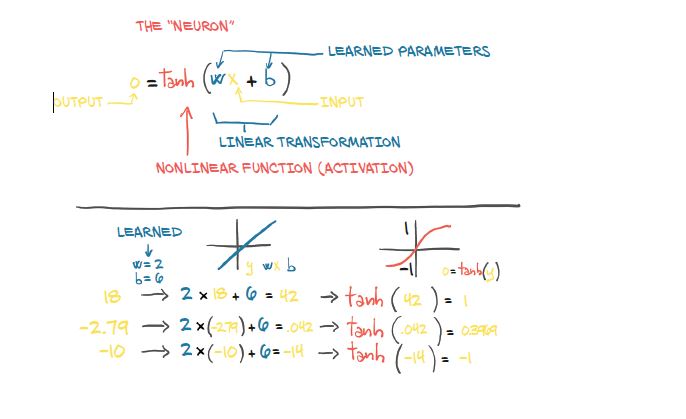 THE "NEURON"
LEARNED PARAMETERS
o = tanh (wx + b)
OUTPUT
INPUT
LINEAR TRANSFORMATION
NONLINEAR FUNCTION (ACTIVATION)
LEARNED
w=2
b=6
y wx b
1
-1
o=tanh(y)
18 → 2 × 18 + 6 = 42 → tanh (42) = 1
-2.79 → 2 × (-2.79) + 6 = .042 → tanh (.042) = 0.3969
-10 → 2 × (-10) + 6 = -14 → tanh (-14) = -1